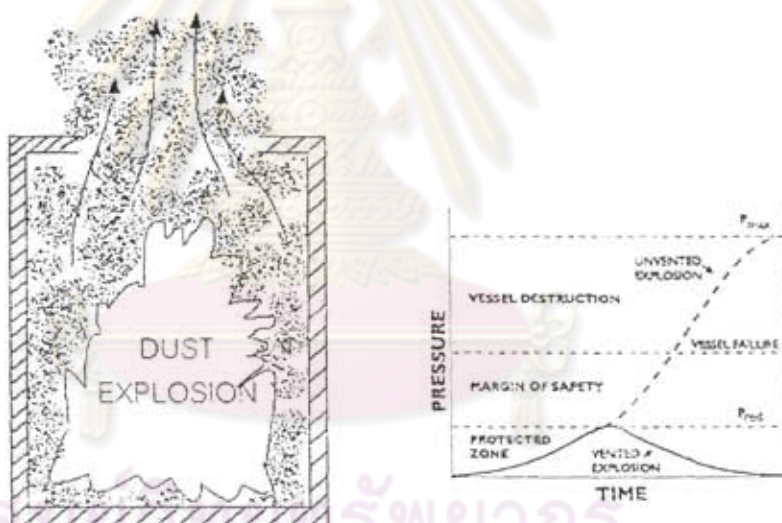 DUST
EXPLOSION
PRESSURE
Pmax
UNVENTED
EXPLOSION
VESSEL DESTRUCTION
VESSEL FAILURE
MARGIN OF SAFETY
Pred
PROTECTED
ZONE
VENTED
EXPLOSION
TIME